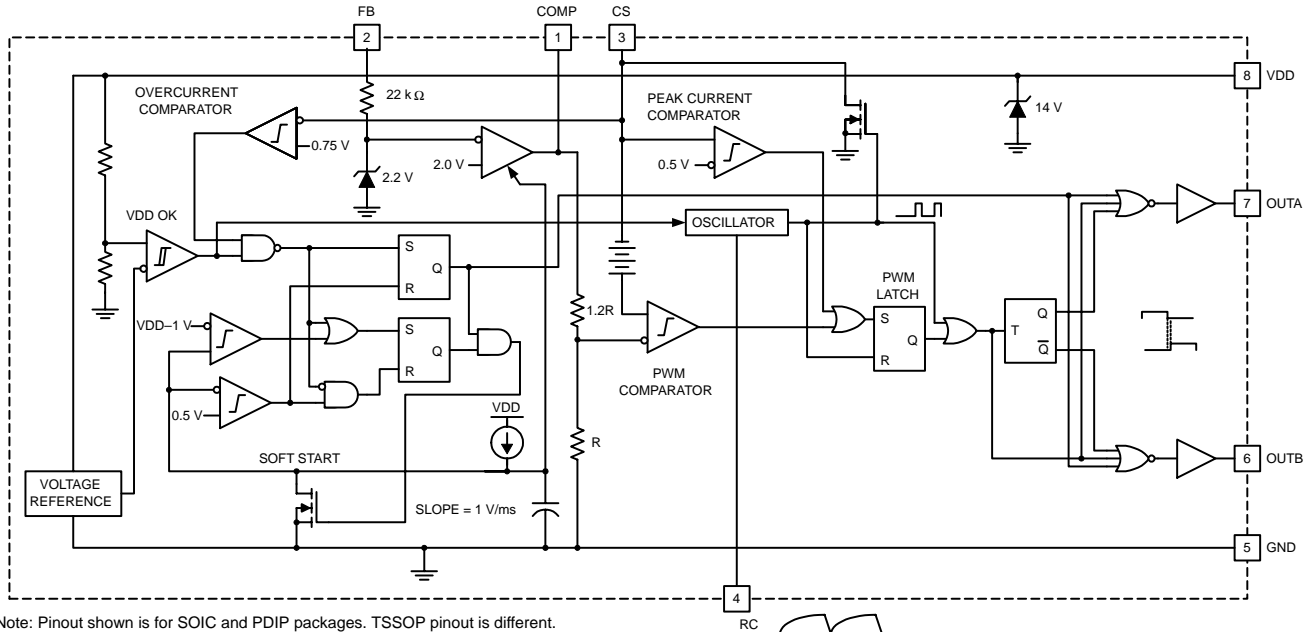 FB
COMP
CS
2
1
3
8
VDD
OVERCURRENT
COMPARATOR
22 kΩ
PEAK CURRENT
COMPARATOR
14 V
0.75 V
2.0 V
0.5 V
2.2 V
VDD OK
OSCILLATOR
7
OUTA
S
Q
R
PWM
LATCH
1.2R
VDD–1 V
S
Q
R
S
Q
R
T
Q
Q̅
PWM
COMPARATOR
0.5 V
VDD
R
SOFT START
6
OUTB
VOLTAGE
REFERENCE
SLOPE = 1 V/ms
5
GND
4
RC
Note: Pinout shown is for SOIC and PDIP packages. TSSOP pinout is different.